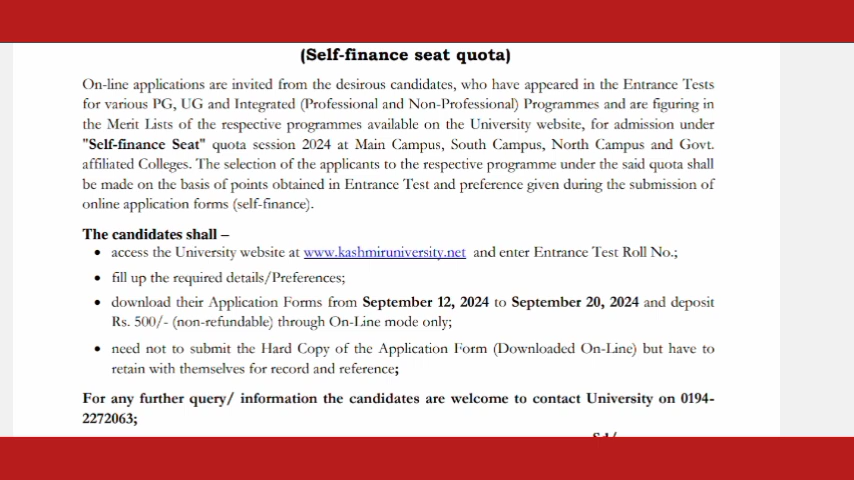 (Self-finance seat quota)
On-line applications are invited from the desirous candidates, who have appeared in the Entrance Tests
for various PG, UG and Integrated (Professional and Non-Professional) Programmes and are figuring in
the Merit Lists of the respective programmes available on the University website, for admission under
"Self-finance Seat" quota session 2024 at Main Campus, South Campus, North Campus and Govt.
affiliated Colleges. The selection of the applicants to the respective programme under the said quota shall
be made on the basis of points obtained in Entrance Test and preference given during the submission of
online application forms (self-finance).
The candidates shall –
• access the University website at www.kashmiruniversity.net and enter Entrance Test Roll No.;
• fill up the required details/Preferences;
• download their Application Forms from September 12, 2024 to September 20, 2024 and deposit
Rs. 500/- (non-refundable) through On-Line mode only;
• need not to submit the Hard Copy of the Application Form (Downloaded On-Line) but have to
retain with themselves for record and reference;
For any further query/ information the candidates are welcome to contact University on 0194-
2272063;